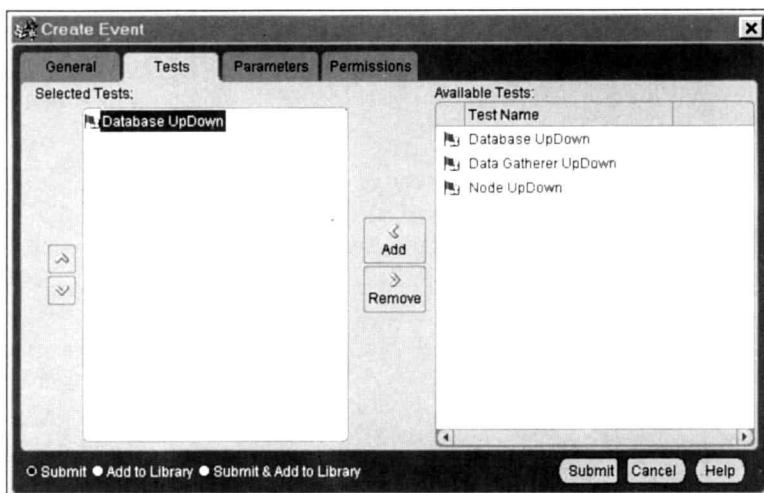 Create Event
General Tests Parameters Permissions
Selected Tests:
Database UpDown
Add
Remove
Available Tests:
Test Name
Database UpDown
Data Gatherer UpDown
Node UpDown
Submit Add to Library Submit & Add to Library
Submit Cancel Help